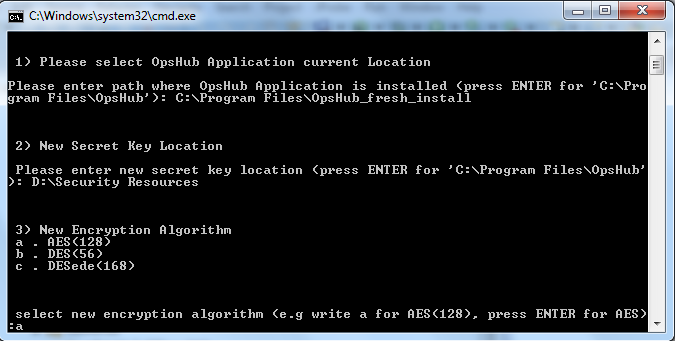 C:\Windows\system32\cmd.exe
1) Please select OpsHub Application current Location
Please enter path where OpsHub Application is installed (press ENTER for 'C:\Pro
gram Files\OpsHub'): C:\Program Files\OpsHub_fresh_install
2) New Secret Key Location
Please enter new secret key location (press ENTER for 'C:\Program Files\OpsHub'
): D:\Security Resources
3) New Encryption Algorithm
a . AES(128)
b . DES(56)
c . DESede(168)
select new encryption algorithm (e.g write a for AES(128), press ENTER for AES)
:a